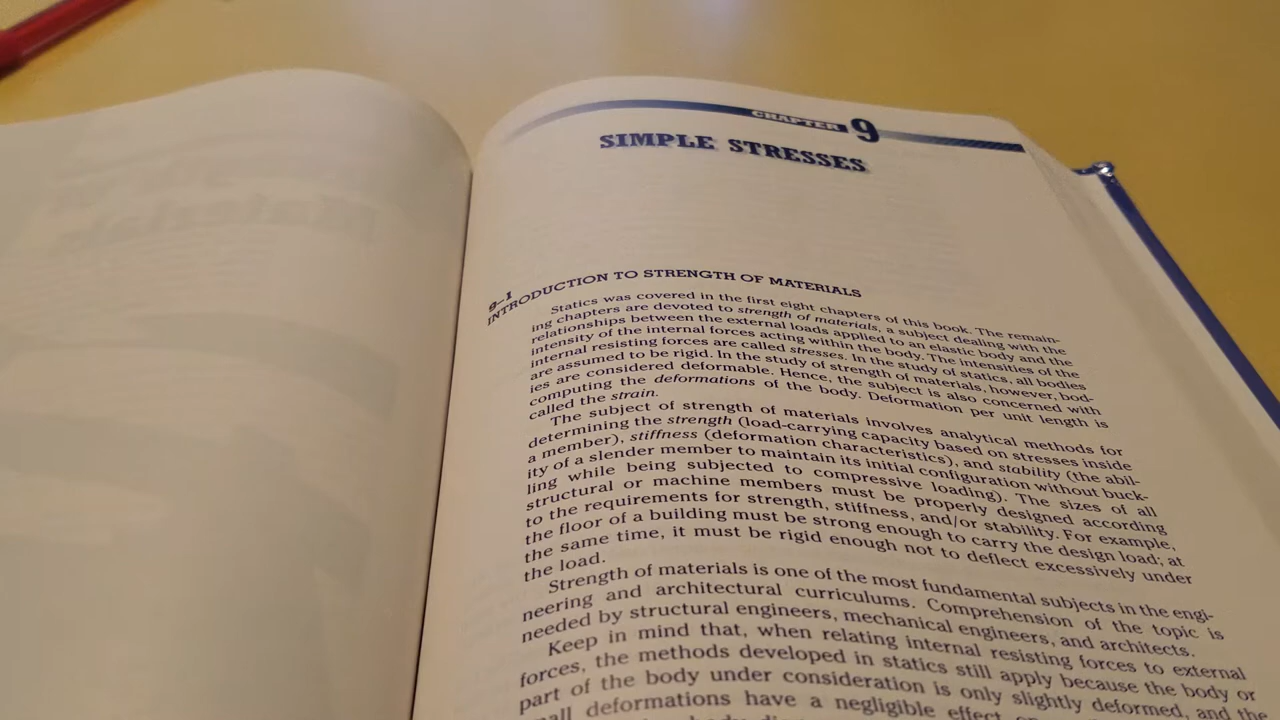 CHAPTER 9
SIMPLE STRESSES
9–1
INTRODUCTION TO STRENGTH OF MATERIALS
Statics was covered in the first eight chapters of this book. The remain-
ing chapters are devoted to strength of materials, a subject dealing with the
relationships between the external loads applied to an elastic body and the
intensity of the internal forces acting within the body. The intensities of the
internal resisting forces are called stresses. In the study of statics, all bodies
are assumed to be rigid. In the study of strength of materials, however, bod-
ies are considered deformable. Hence, the subject is also concerned with
computing the deformations of the body. Deformation per unit length is
called the strain.
The subject of strength of materials involves analytical methods for
determining the strength (load-carrying capacity based on stresses inside
a member), stiffness (deformation characteristics), and stability (the abil-
ity of a slender member to maintain its initial configuration without buck-
ling while being subjected to compressive loading). The sizes of all
structural or machine members must be properly designed according
to the requirements for strength, stiffness, and/or stability. For example,
the floor of a building must be strong enough to carry the design load; at
the same time, it must be rigid enough not to deflect excessively under
the load.
Strength of materials is one of the most fundamental subjects in the engi-
neering and architectural curriculums. Comprehension of the topic is
needed by structural engineers, mechanical engineers, and architects.
Keep in mind that, when relating internal resisting forces to external
forces, the methods developed in statics still apply because the body or
part of the body under consideration is only slightly deformed, and the
deformations have a negligible effect